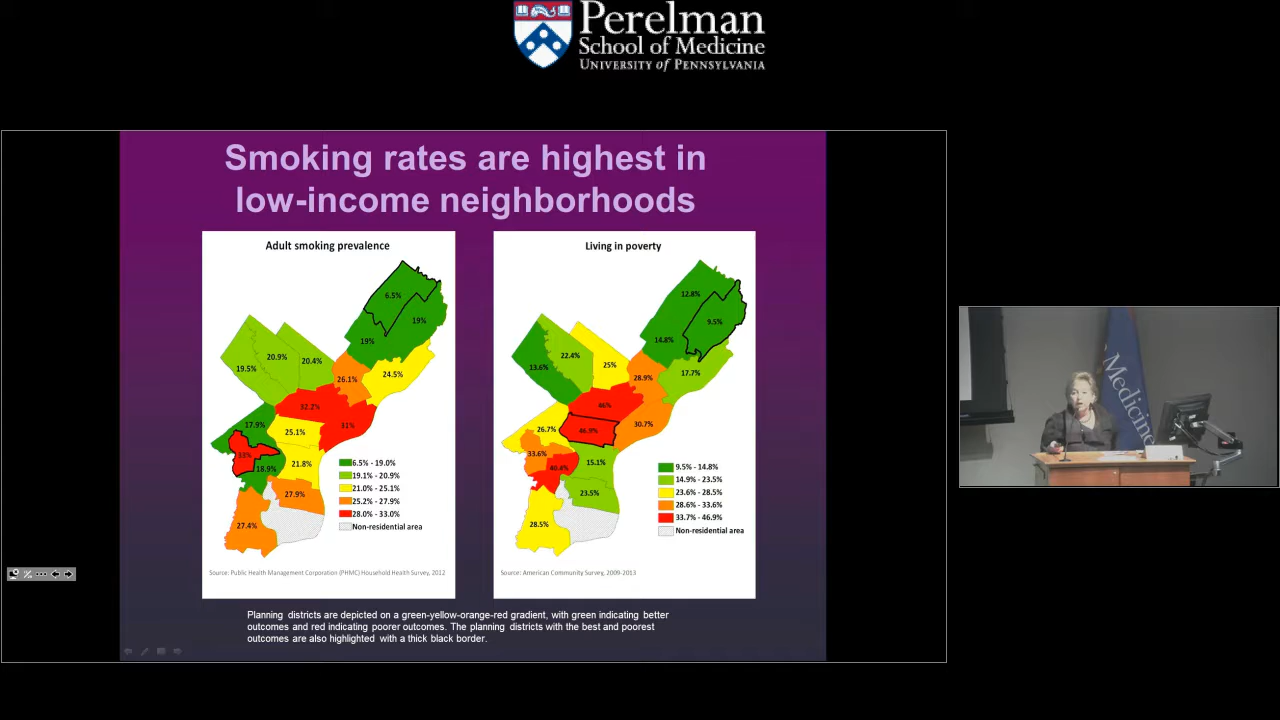 Perelman
School of Medicine
UNIVERSITY of PENNSYLVANIA
Smoking rates are highest in
low-income neighborhoods
Adult smoking prevalence
6.5%
19%
19%
20.9%
20.4%
19.5%
26.1%
24.5%
32.2%
31%
17.9%
25.1%
33%
18.9%
21.8%
27.9%
27.4%
6.5% - 19.0%
19.1% - 20.9%
21.0% - 25.1%
25.2% - 27.9%
28.0% - 33.0%
Non-residential area
Source: Public Health Management Corporation (PHMC) Household Health Survey, 2012
Living in poverty
12.8%
9.5%
14.8%
22.4%
25%
13.6%
28.9%
17.7%
46%
30.7%
26.7%
46.9%
33.6%
40.4%
15.1%
23.5%
28.5%
9.5% - 14.8%
14.9% - 23.5%
23.6% - 28.5%
28.6% - 33.6%
33.7% - 46.9%
Non-residential area
Source: American Community Survey, 2009-2013
Planning districts are depicted on a green-yellow-orange-red gradient, with green indicating better
outcomes and red indicating poorer outcomes. The planning districts with the best and poorest
outcomes are also highlighted with a thick black border.
Medicine